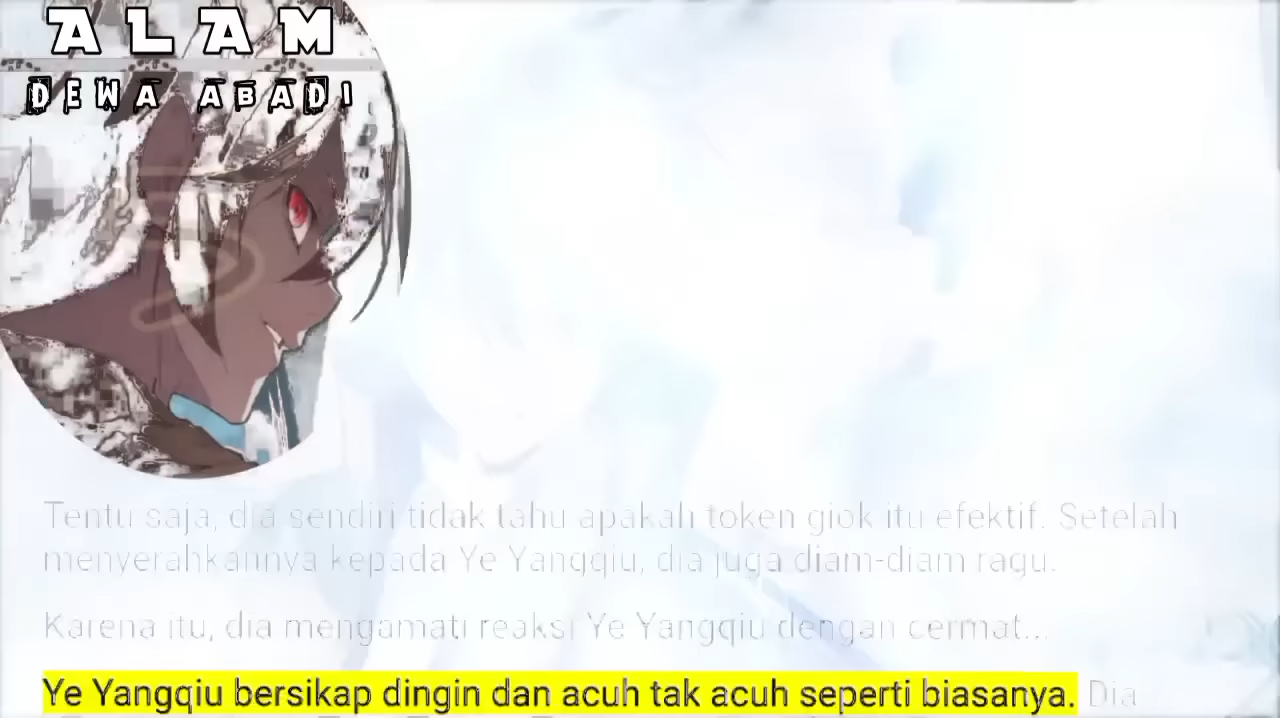 ALAM
DEWA ABADI
Tentu saja, dia sendiri tidak tahu apakah token giok itu efektif. Setelah
menyerahkannya kepada Ye Yangqiu, dia juga diam-diam ragu.
Karena itu, dia mengamati reaksi Ye Yangqiu dengan cermat...
Ye Yangqiu bersikap dingin dan acuh tak acuh seperti biasanya. Dia